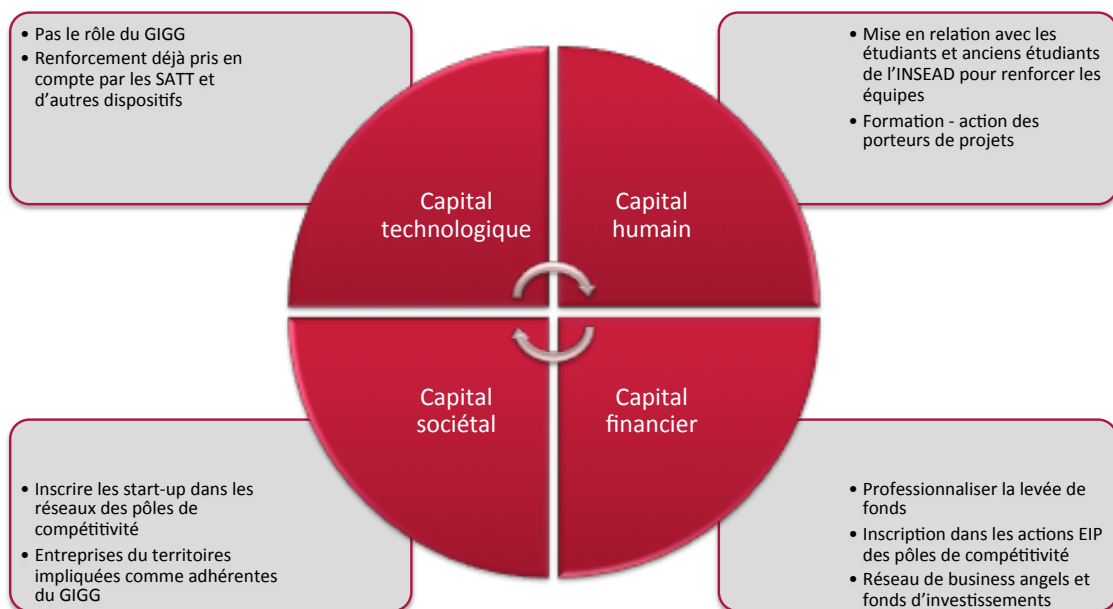 • Pas le rôle du GIGG
• Renforcement déjà pris en
compte par les SATT et
d'autres dispositifs
• Mise en relation avec les
étudiants et anciens étudiants
de l'INSEAD pour renforcer les
équipes
• Formation - action des
porteurs de projets
Capital
technologique
Capital
humain
Capital
sociétal
Capital
financier
• Inscrire les start-up dans les
réseaux des pôles de
compétitivité
• Entreprises du territoires
impliquées comme adhérentes
du GIGG
• Professionnaliser la levée de
fonds
• Inscription dans les actions EIP
des pôles de compétitivité
• Réseau de business angels et
fonds d'investissements